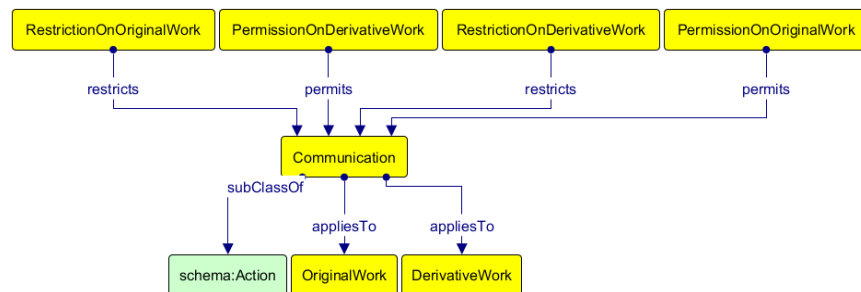 RestrictionOnOriginalWork
PermissionOnDerivativeWork
RestrictionOnDerivativeWork
PermissionOnOriginalWork
restricts
permits
restricts
permits
Communication
subClassOf
appliesTo
appliesTo
schema:Action
OriginalWork
DerivativeWork